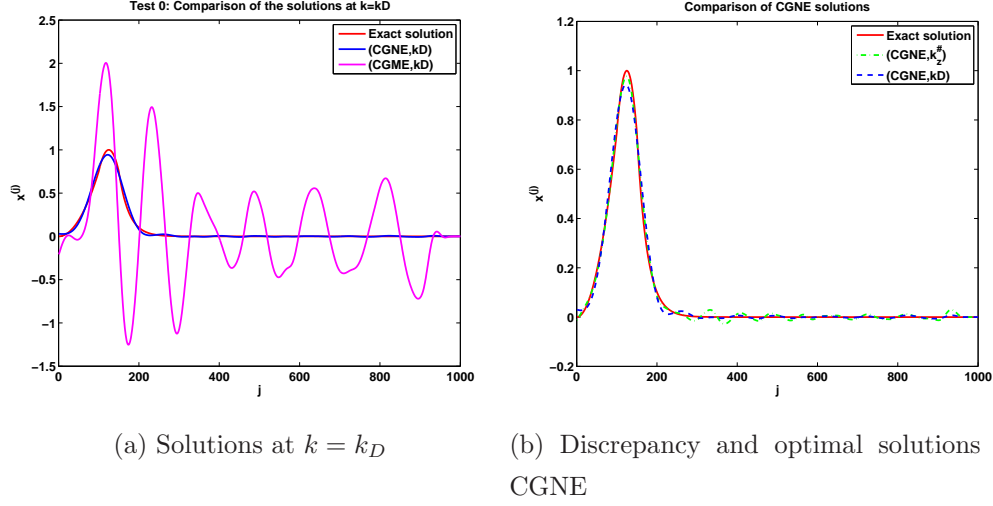 Test 0: Comparison of the solutions at k=kD
2.5
2
1.5
1
0.5
0
−0.5
−1
−1.5
x^(j)
0
200
400
600
800
1000
j
Exact solution
(CGNE,kD)
(CGME,kD)
(a) Solutions at k = k_D
Comparison of CGNE solutions
1.2
1
0.8
0.6
0.4
0.2
0
−0.2
x^(j)
0
200
400
600
800
1000
j
Exact solution
(CGNE,k_z^#)
(CGNE,kD)
(b) Discrepancy and optimal solutions
CGNE